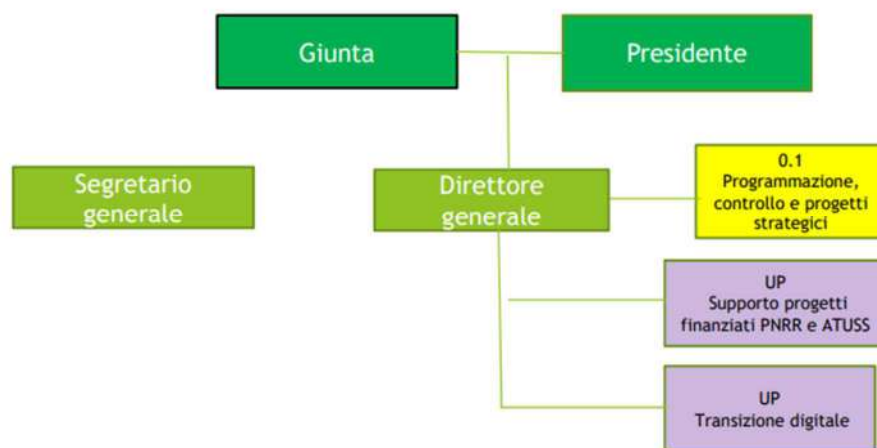 Giunta
Presidente
Segretario
generale
Direttore
generale
0.1
Programmazione,
controllo e progetti
strategici
UP
Supporto progetti
finanziati PNRR e ATUSS
UP
Transizione digitale